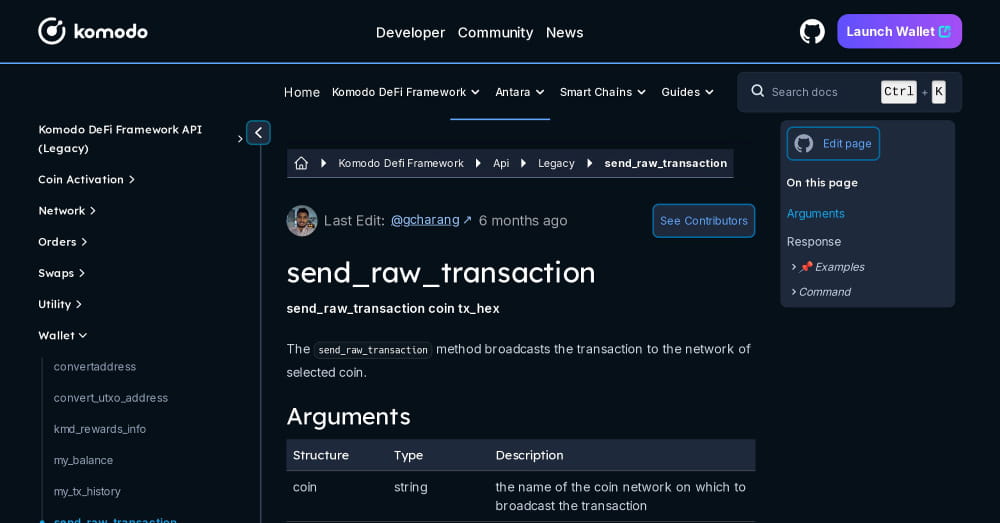 komodo
Developer Community News
Launch Wallet
Home Komodo DeFi Framework Antara Smart Chains Guides
Search docs Ctrl + K
Komodo DeFi Framework API
(Legacy)
Coin Activation
Network
Orders
Swaps
Utility
Wallet
convertaddress
convert_utxo_address
kmd_rewards_info
my_balance
my_tx_history
send_raw_transaction
Komodo Defi Framework Api Legacy send_raw_transaction
Last Edit: @gcharang ↗ 6 months ago
See Contributors
send_raw_transaction
send_raw_transaction coin tx_hex
The send_raw_transaction method broadcasts the transaction to the network of
selected coin.
Arguments
Structure Type Description
coin string the name of the coin network on which to
broadcast the transaction
Edit page
On this page
Arguments
Response
📌 Examples
Command